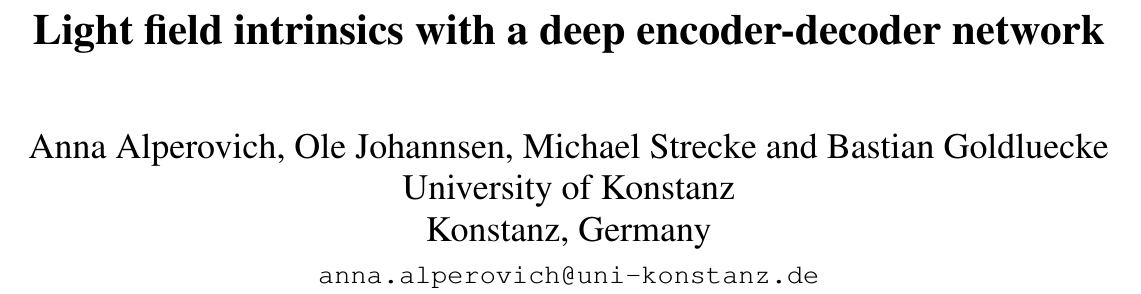 Light field intrinsics with a deep encoder-decoder network
Anna Alperovich, Ole Johannsen, Michael Strecke and Bastian Goldluecke
University of Konstanz
Konstanz, Germany
anna.alperovich@uni-konstanz.de